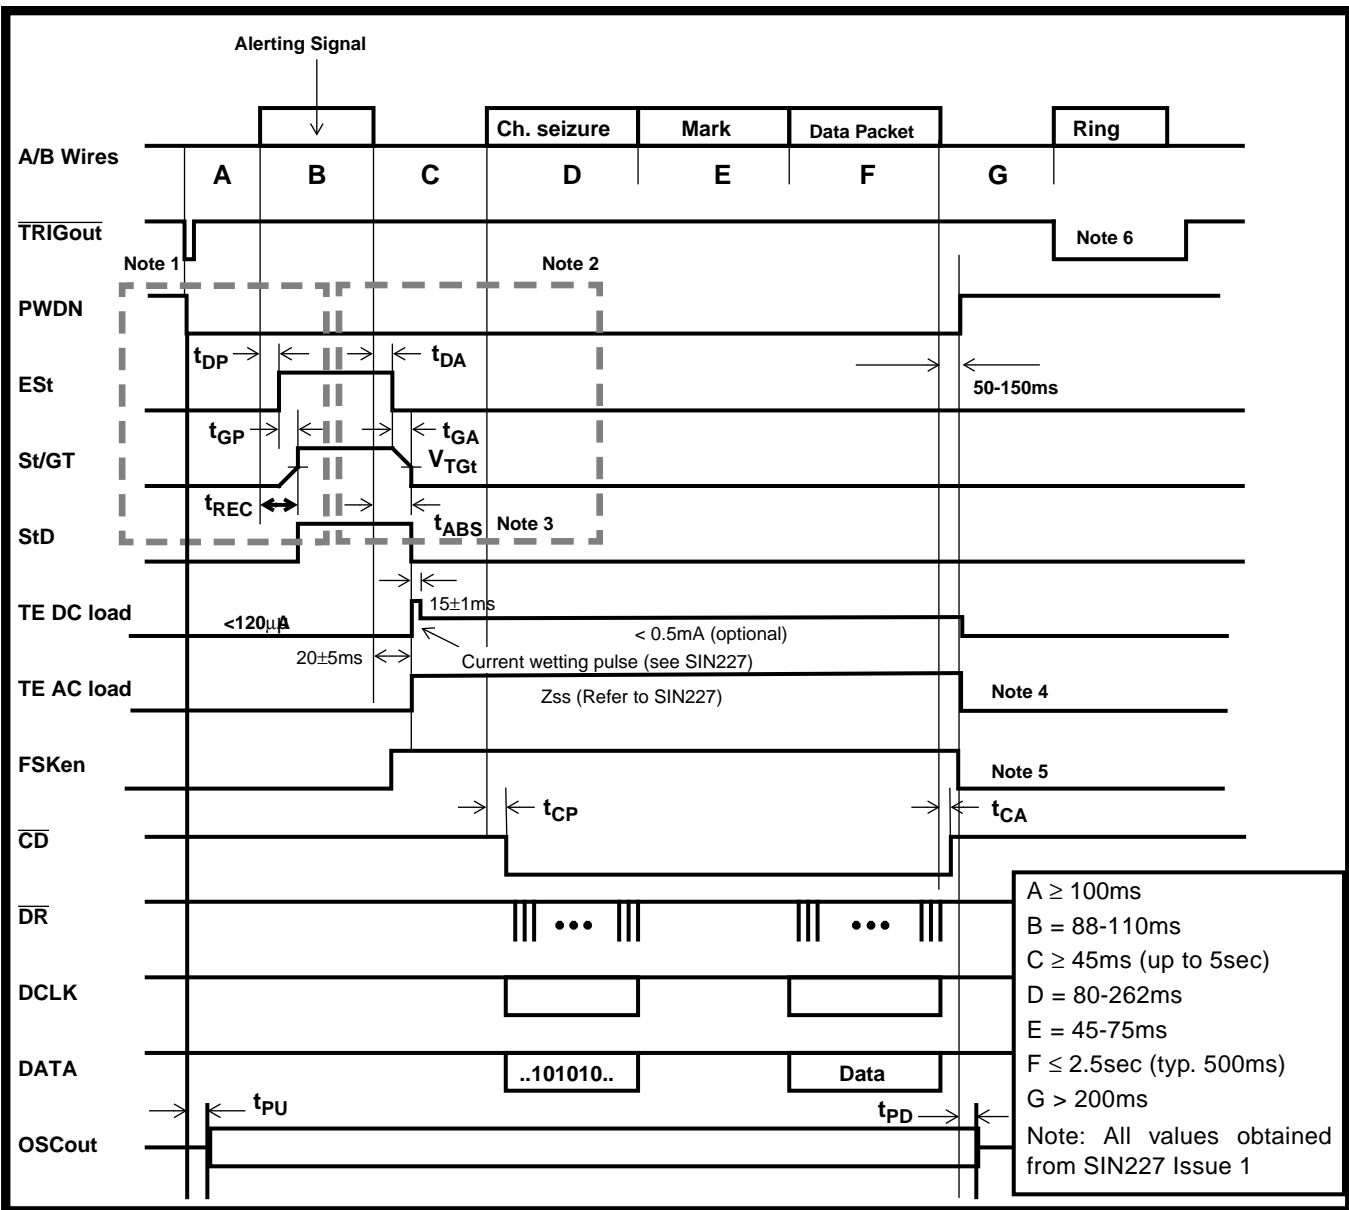 Alerting Signal
A/B Wires
Ch. seizure
Mark
Data Packet
Ring
A
B
C
D
E
F
G
TRIGout
Note 6
Note 1
Note 2
PWDN
tDP
tDA
50-150ms
ESt
tGP
tGA
St/GT
VTGt
tREC
tABS
Note 3
StD
15±1ms
TE DC load
<120μA
< 0.5mA (optional)
20±5ms
Current wetting pulse (see SIN227)
TE AC load
Zss (Refer to SIN227)
Note 4
FSKen
Note 5
tCP
tCA
CD
DR
DCLK
DATA
..101010..
Data
tPU
tPD
OSCout
A ≥ 100ms
B = 88-110ms
C ≥ 45ms (up to 5sec)
D = 80-262ms
E = 45-75ms
F ≤ 2.5sec (typ. 500ms)
G > 200ms
Note: All values obtained
from SIN227 Issue 1